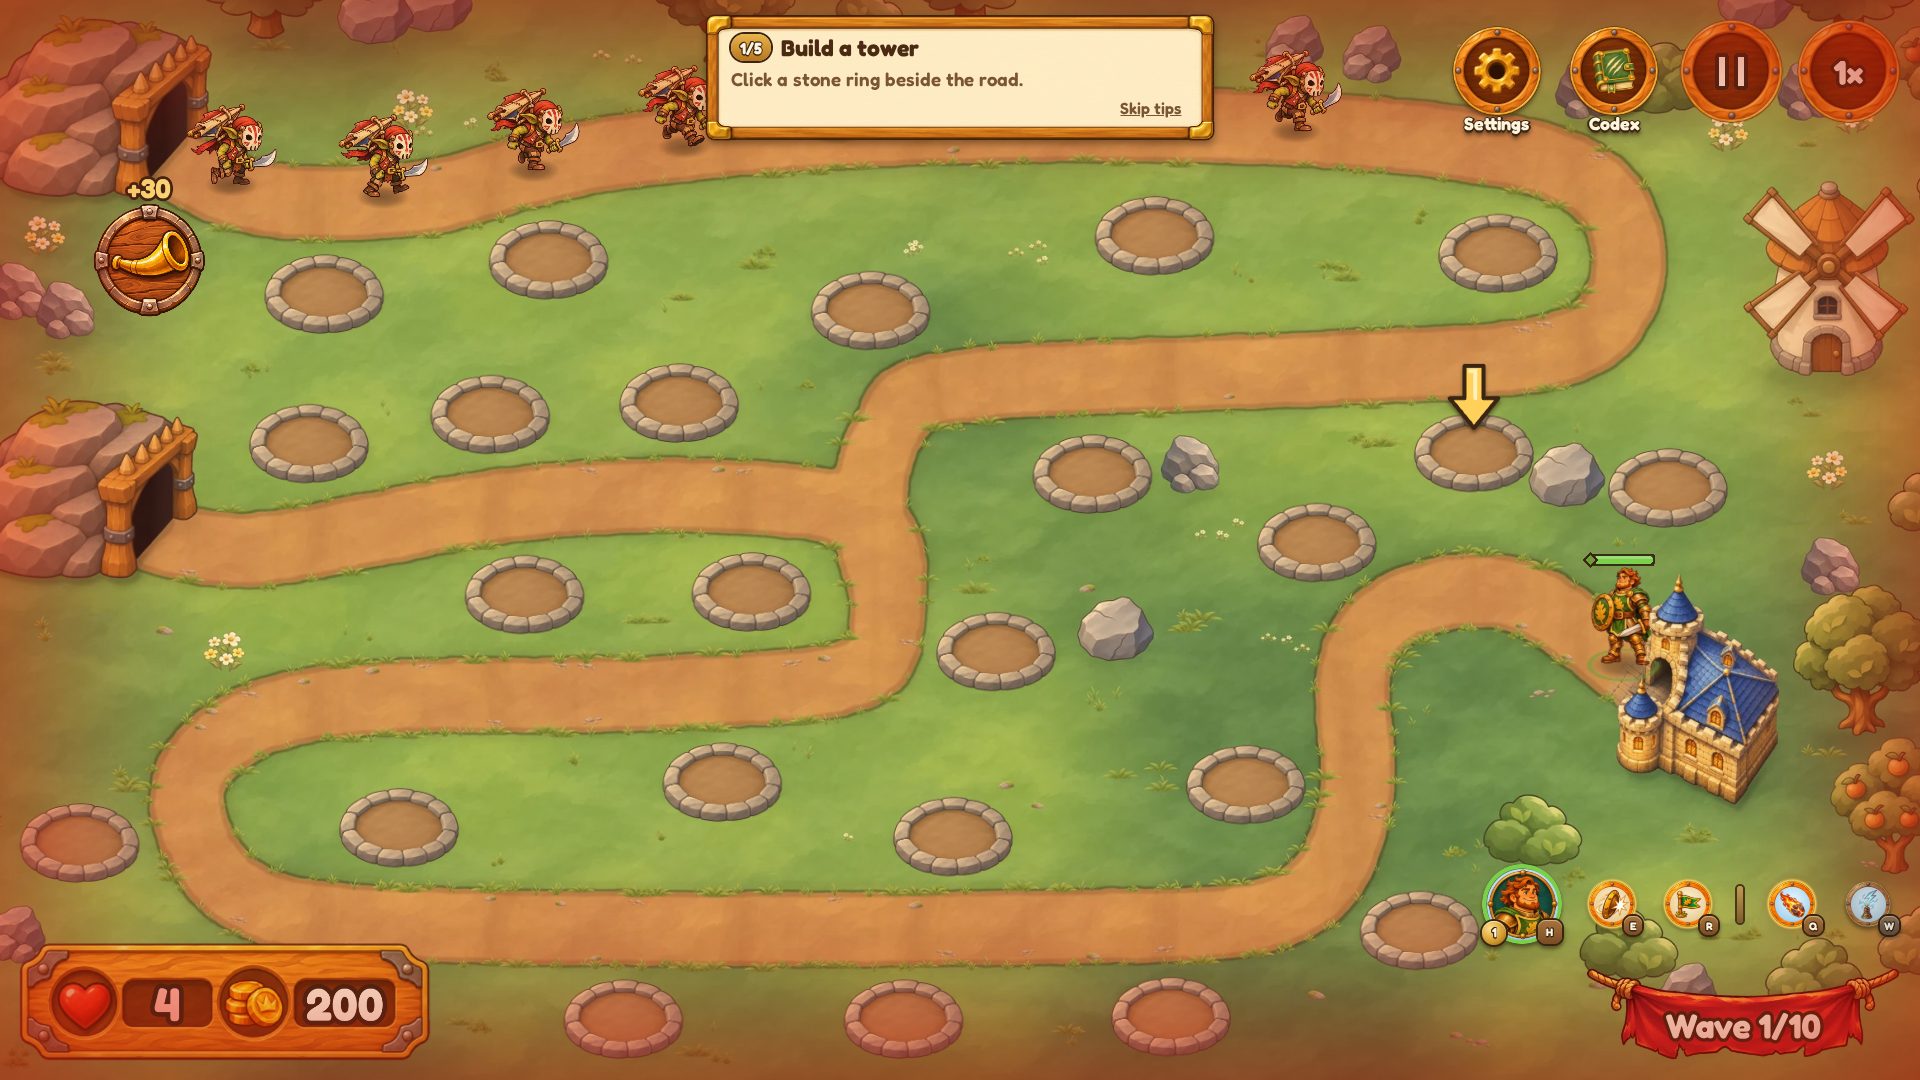 1/5 Build a tower
Click a stone ring beside the road.
Skip tips
1x
Settings
Codex
+30
1
H
E
R
Q
W
4
200
Wave 1/10